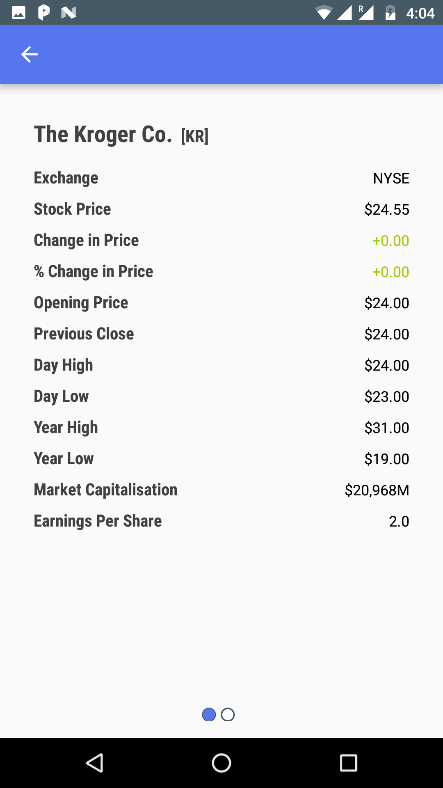 R 4:04
The Kroger Co. [KR]
Exchange NYSE
Stock Price $24.55
Change in Price +0.00
% Change in Price +0.00
Opening Price $24.00
Previous Close $24.00
Day High $24.00
Day Low $23.00
Year High $31.00
Year Low $19.00
Market Capitalisation $20,968M
Earnings Per Share 2.0